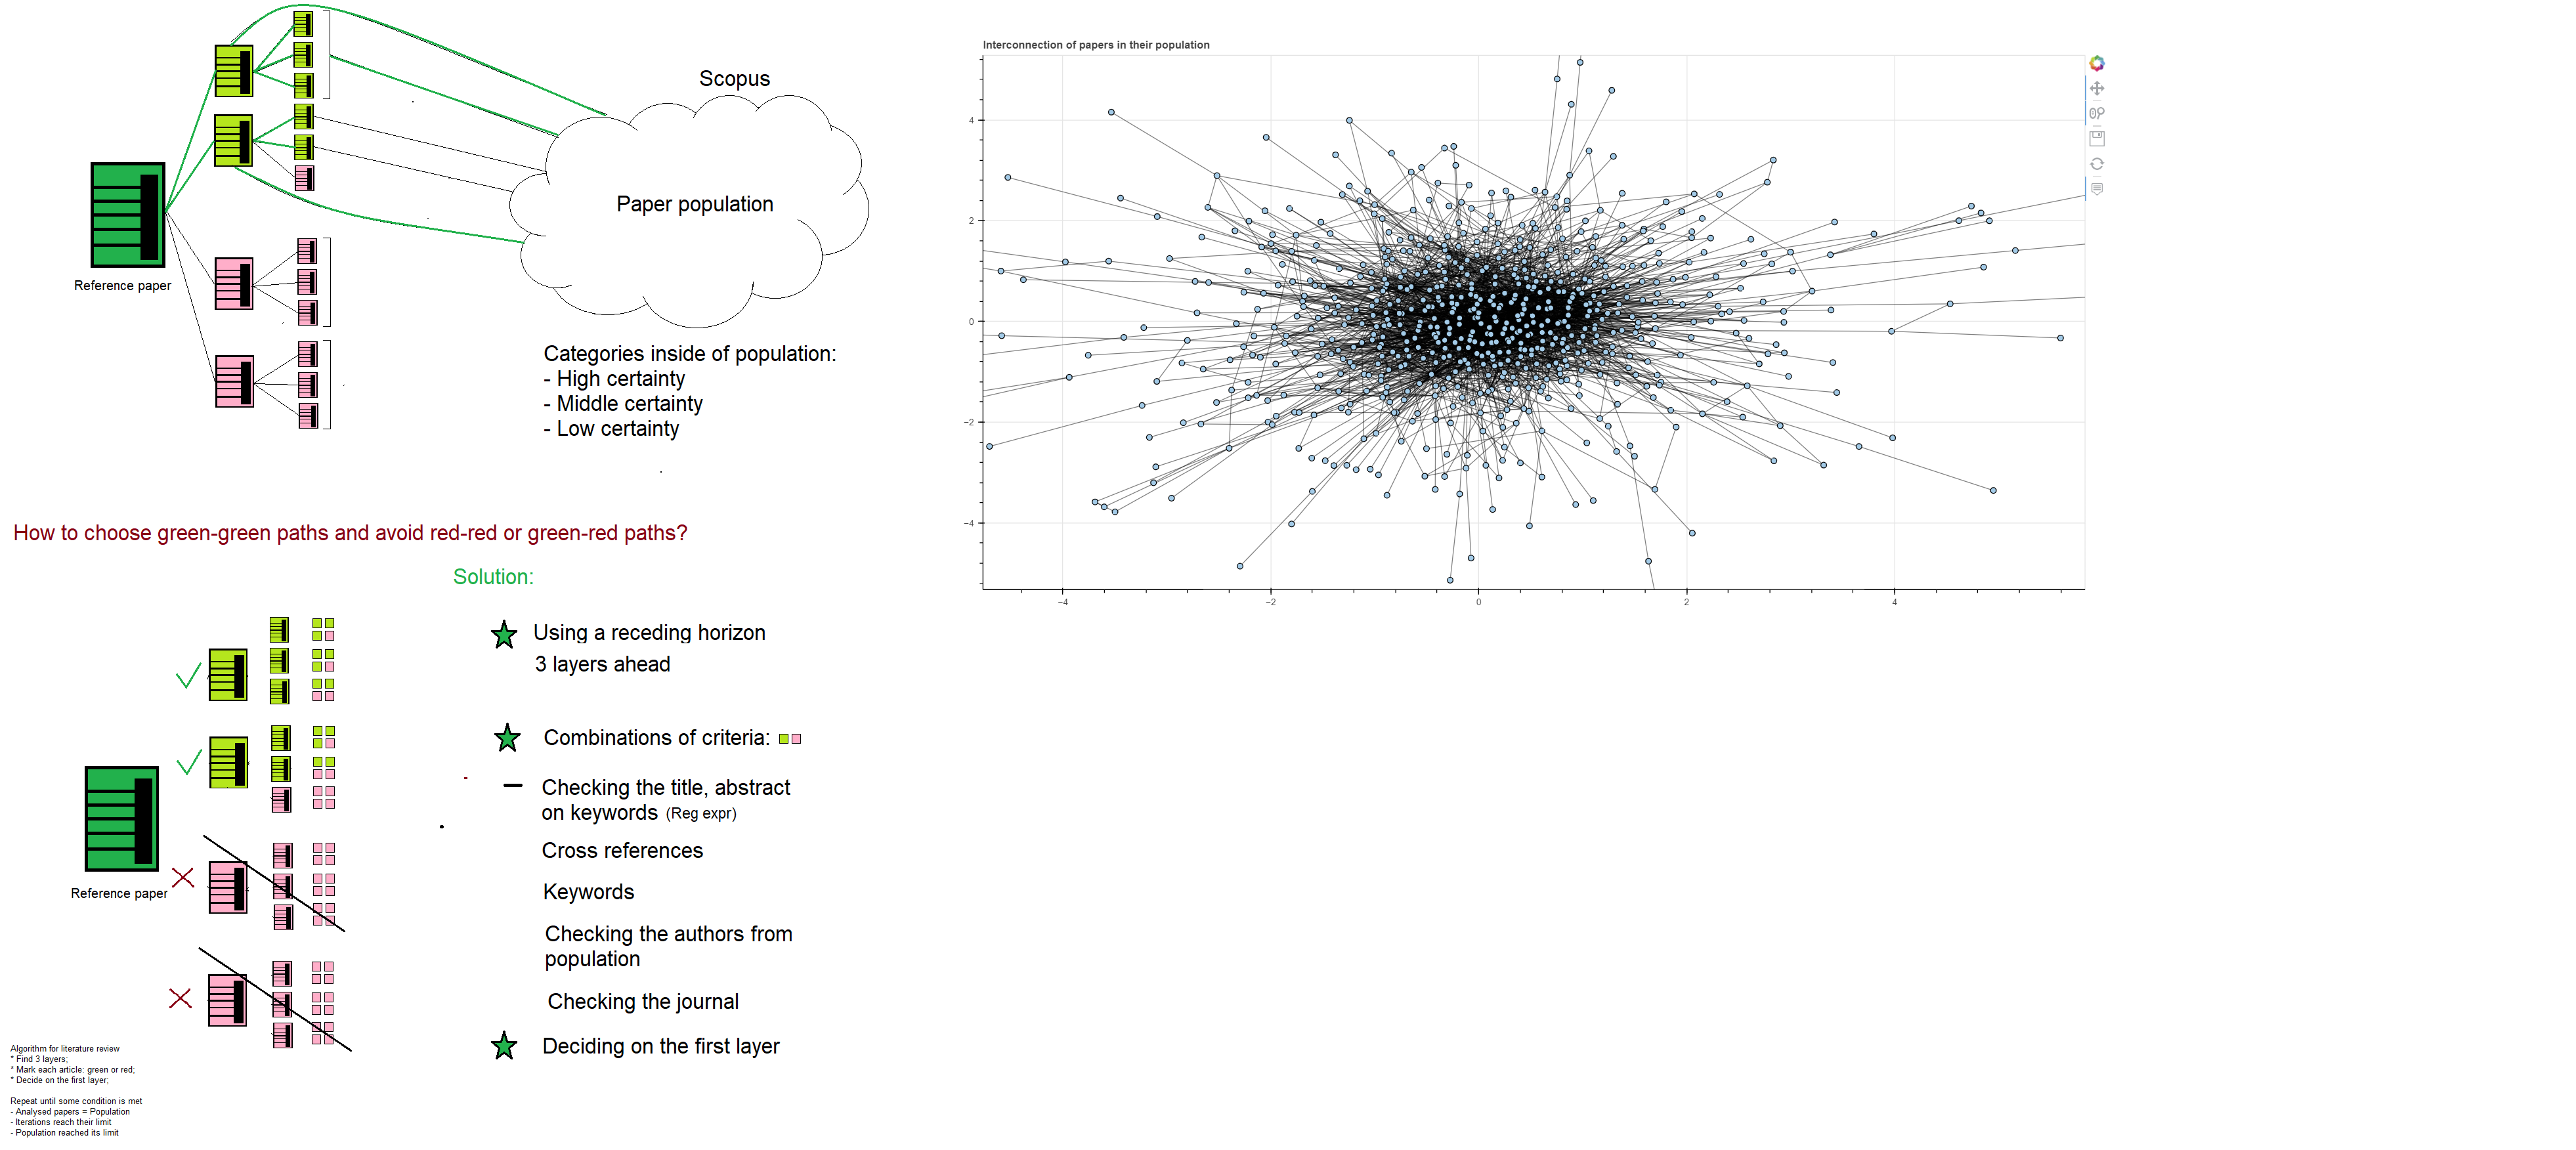 Scopus
Paper population
Reference paper
Categories inside of population:
- High certainty
- Middle certainty
- Low certainty
How to choose green-green paths and avoid red-red or green-red paths?
Solution:
Using a receding horizon
3 layers ahead
Combinations of criteria:
Checking the title, abstract
on keywords (Reg expr)
Cross references
Keywords
Checking the authors from
population
Checking the journal
Deciding on the first layer
Reference paper
Algorithm for literature review
* Find 3 layers;
* Mark each article: green or red;
* Decide on the first layer;
Repeat until some condition is met
- Analysed papers = Population
- Iterations reach their limit
- Population reached its limit
Interconnection of papers in their population
4
2
0
−2
−4
−4
−2
0
2
4